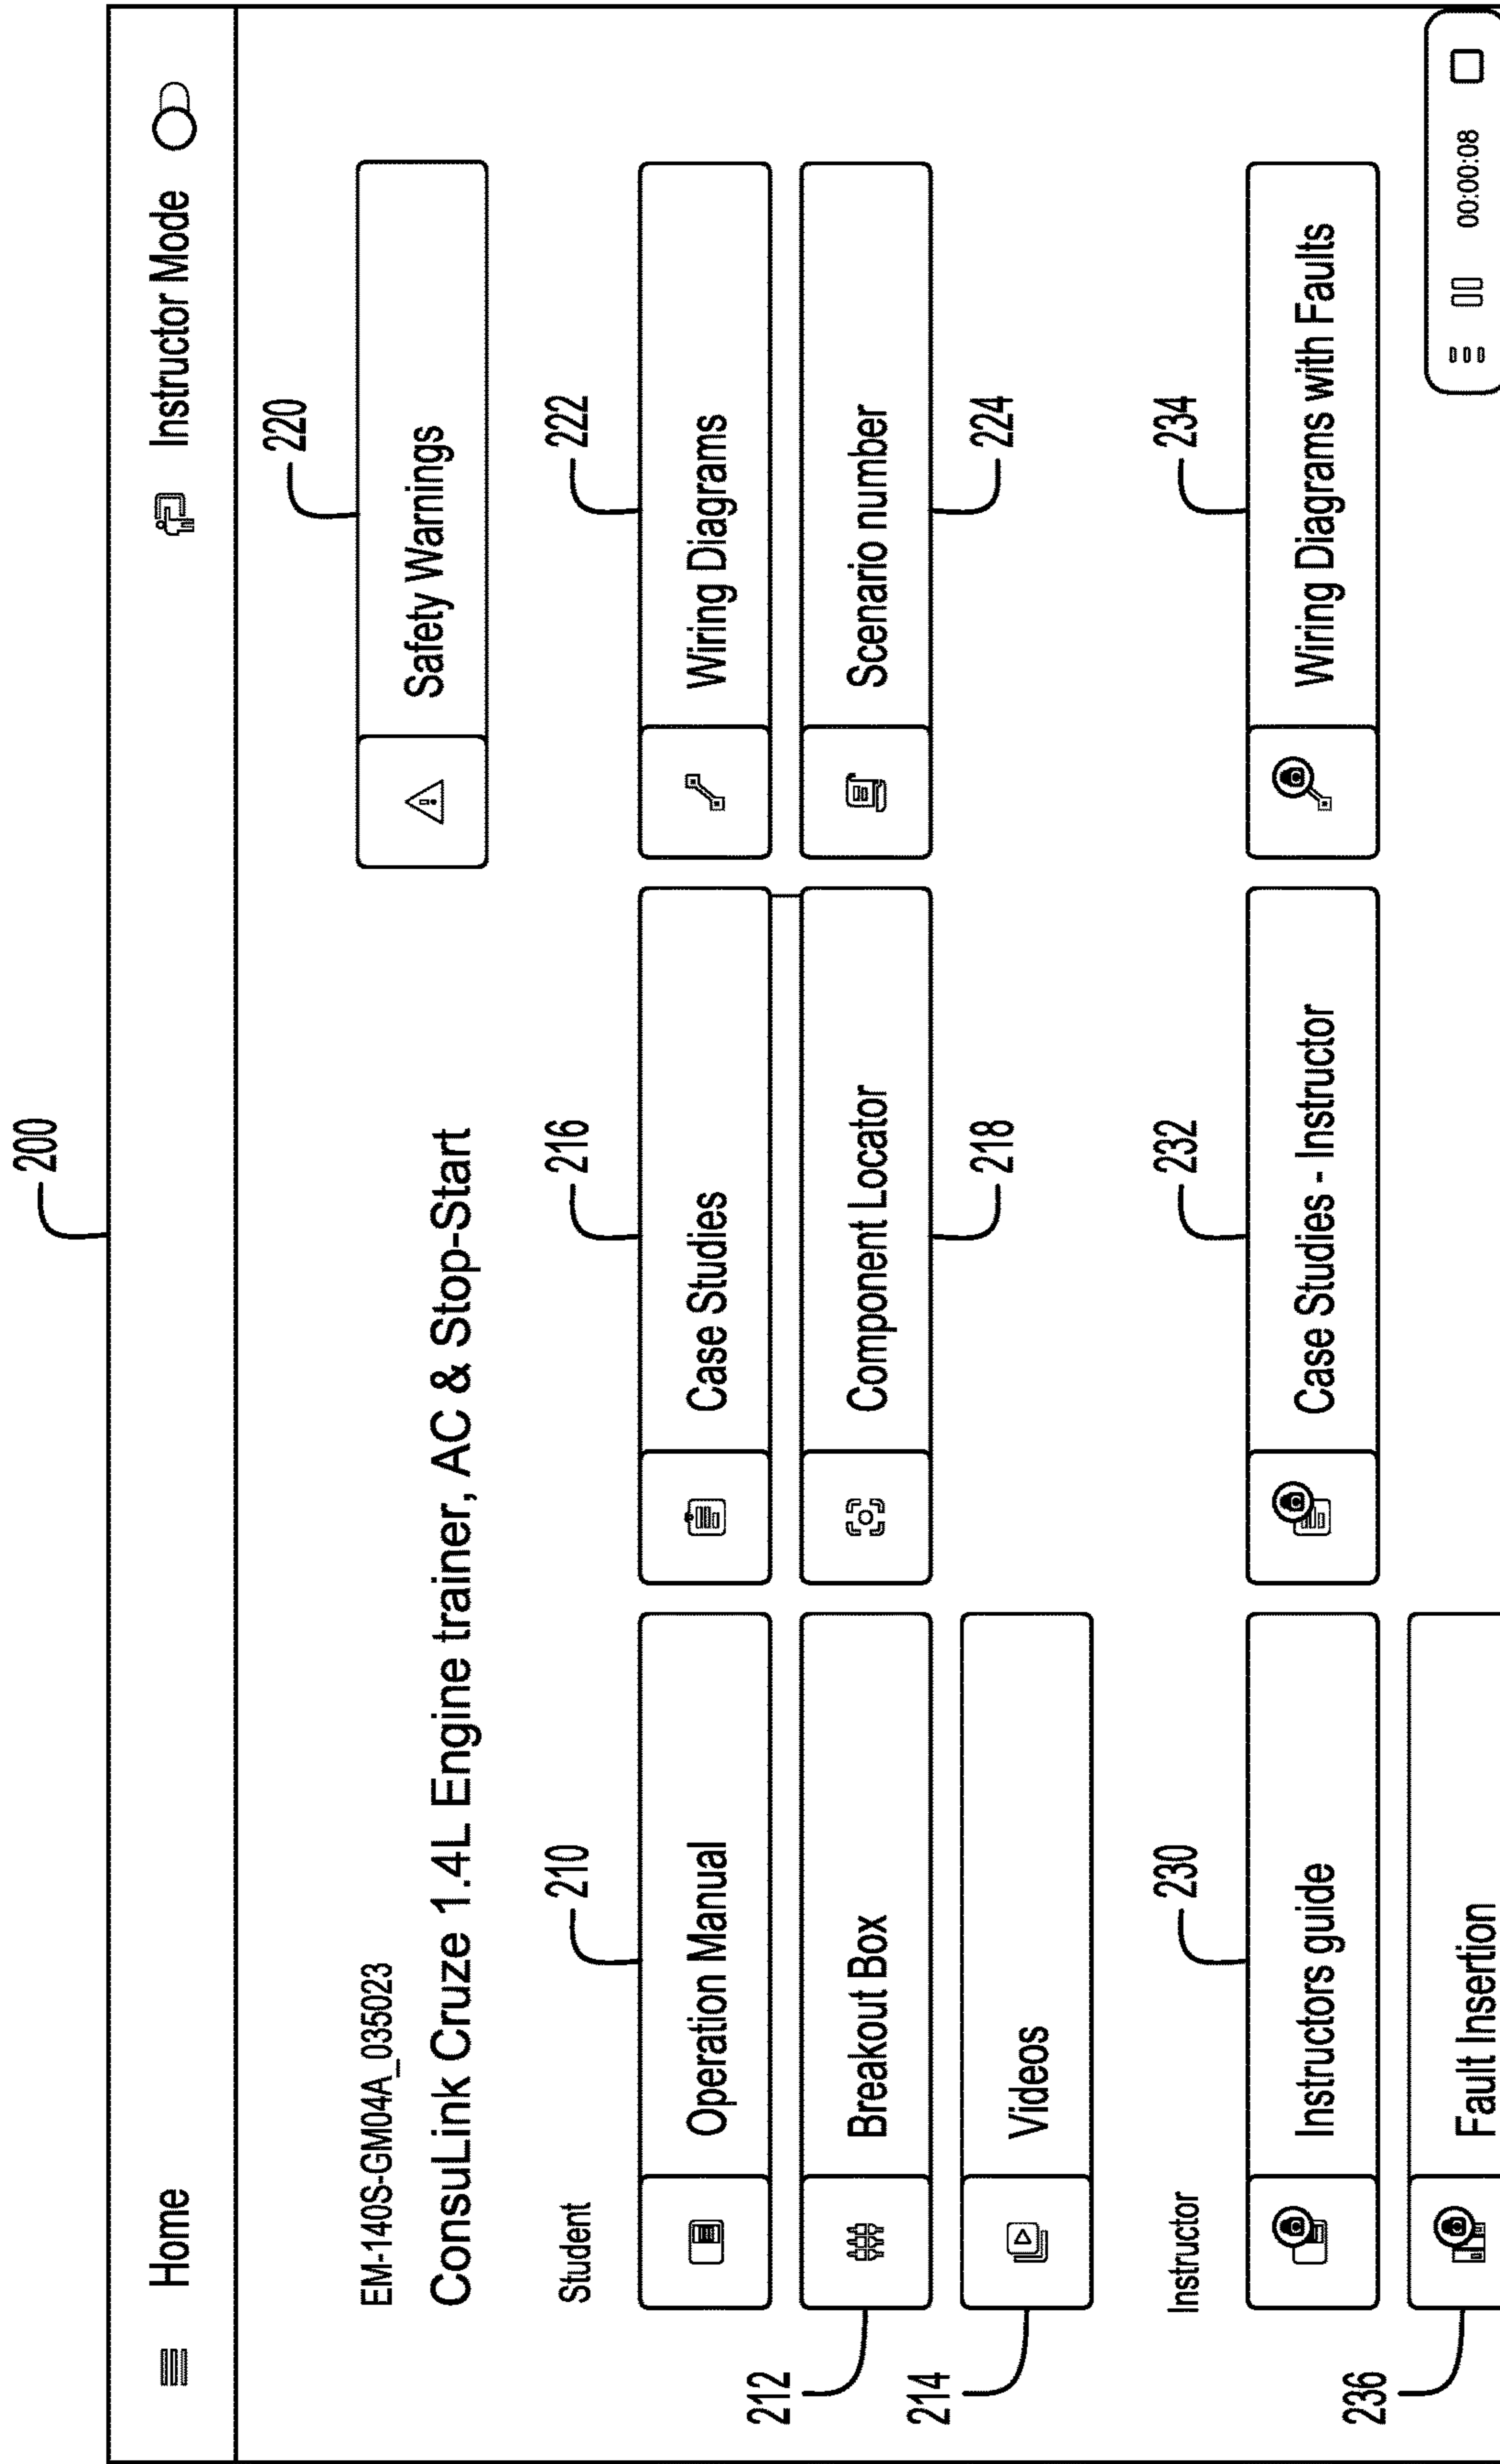 200
Home
Instructor Mode
EM-140S-GM04A_035023
ConsuLink Cruze 1.4L Engine trainer, AC & Stop-Start
220
Safety Warnings
Student
210
216
222
Operation Manual
Case Studies
Wiring Diagrams
212
Breakout Box
Component Locator
Scenario number
218
224
214
Videos
Instructor
230
232
234
Instructors guide
Case Studies - Instructor
Wiring Diagrams with Faults
236
Fault Insertion
00:00:08